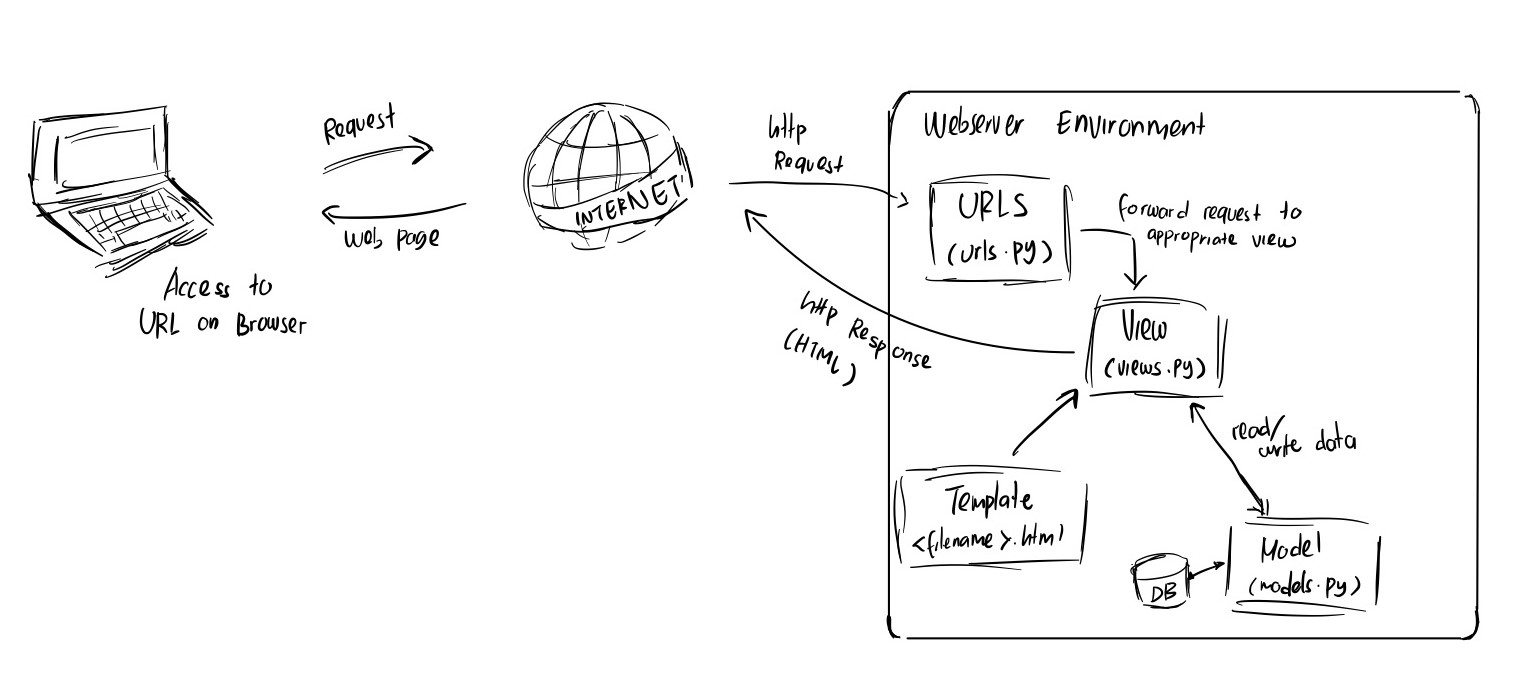 Request
Web page
Access to
URL on Browser
INTERNET
http
Request
http Response
(HTML)
Webserver Environment
URLS
(urls.py)
forward request to
appropriate view
View
(views.py)
read/
write data
Template
<filename>.html
Model
(models.py)
DB